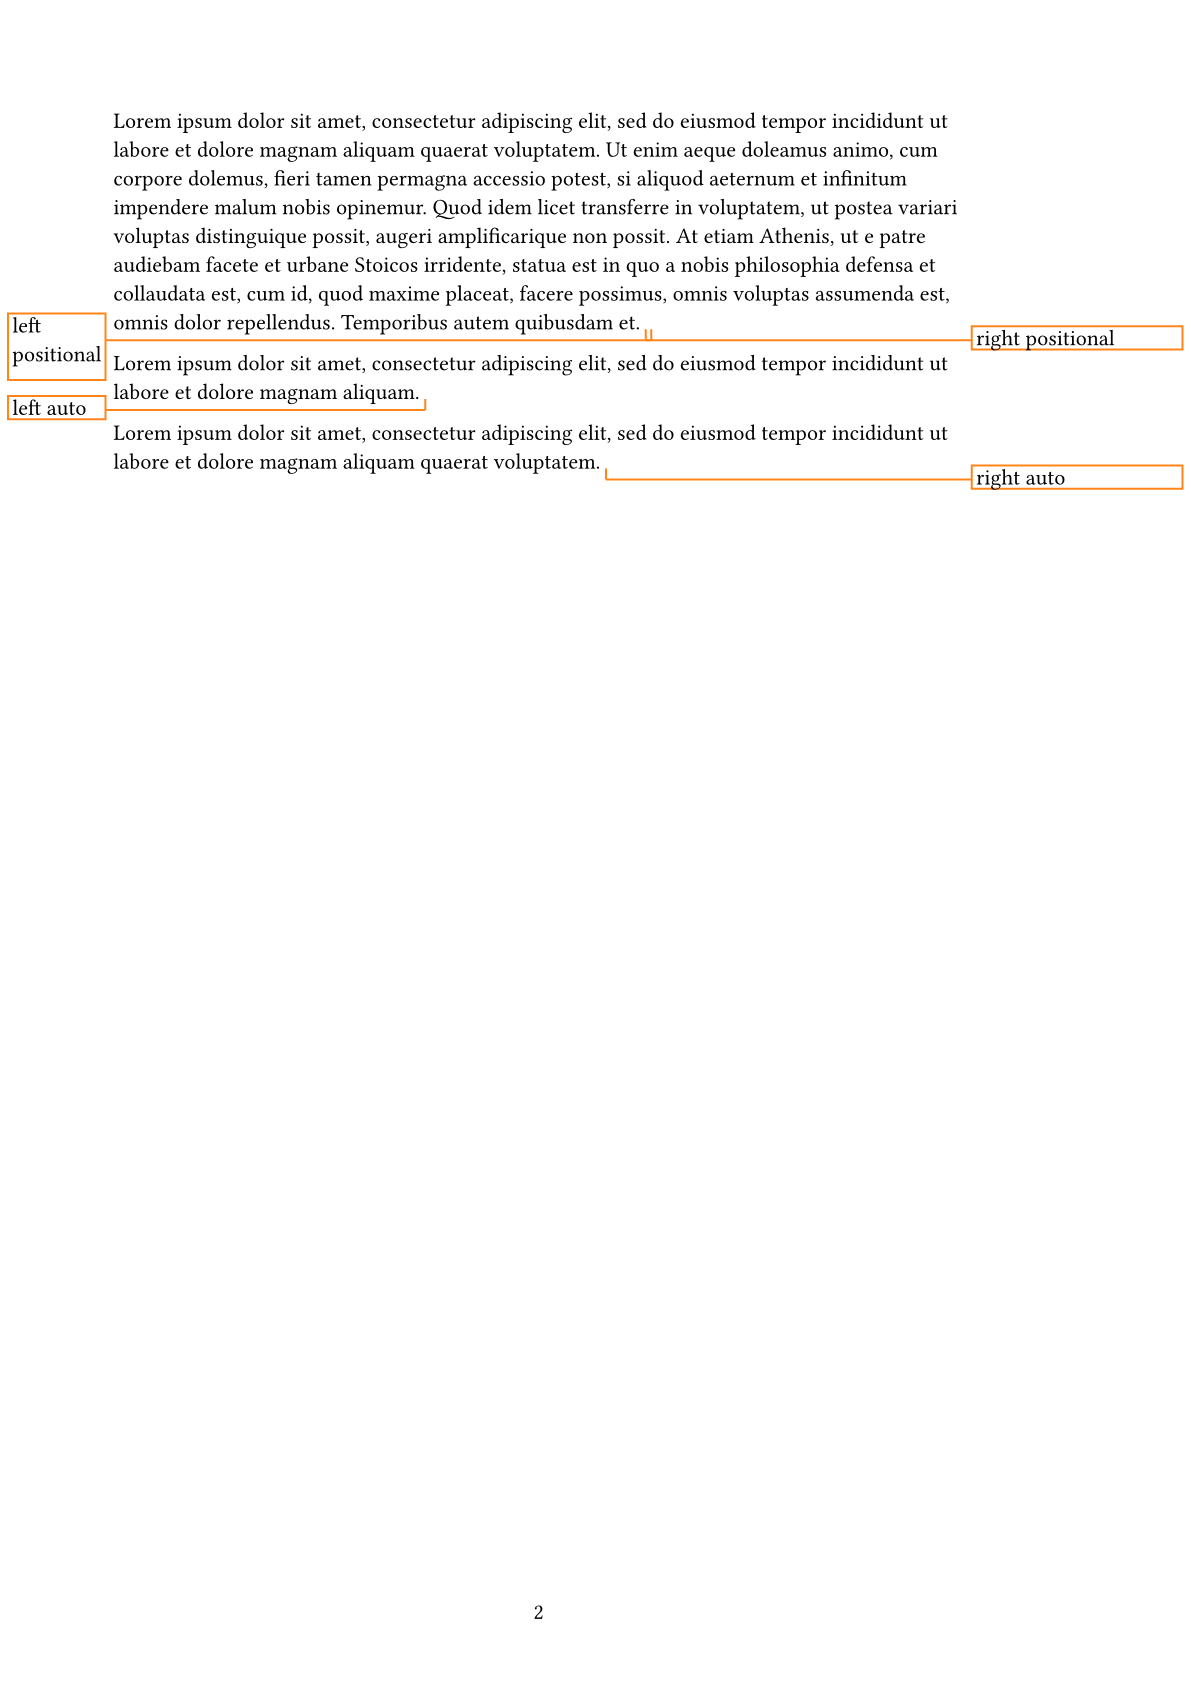 Lorem ipsum dolor sit amet, consectetur adipiscing elit, sed do eiusmod tempor incididunt ut
labore et dolore magnam aliquam quaerat voluptatem. Ut enim aeque doleamus animo, cum
corpore dolemus, fieri tamen permagna accessio potest, si aliquod aeternum et infinitum
impendere malum nobis opinemur. Quod idem licet transferre in voluptatem, ut postea variari
voluptas distinguique possit, augeri amplificarique non possit. At etiam Athenis, ut e patre
audiebam facete et urbane Stoicos irridente, statua est in quo a nobis philosophia defensa et
collaudata est, cum id, quod maxime placeat, facere possimus, omnis voluptas assumenda est,
omnis dolor repellendus. Temporibus autem quibusdam et.
left
positional
right positional
Lorem ipsum dolor sit amet, consectetur adipiscing elit, sed do eiusmod tempor incididunt ut
labore et dolore magnam aliquam.
left auto
Lorem ipsum dolor sit amet, consectetur adipiscing elit, sed do eiusmod tempor incididunt ut
labore et dolore magnam aliquam quaerat voluptatem.
right auto
2